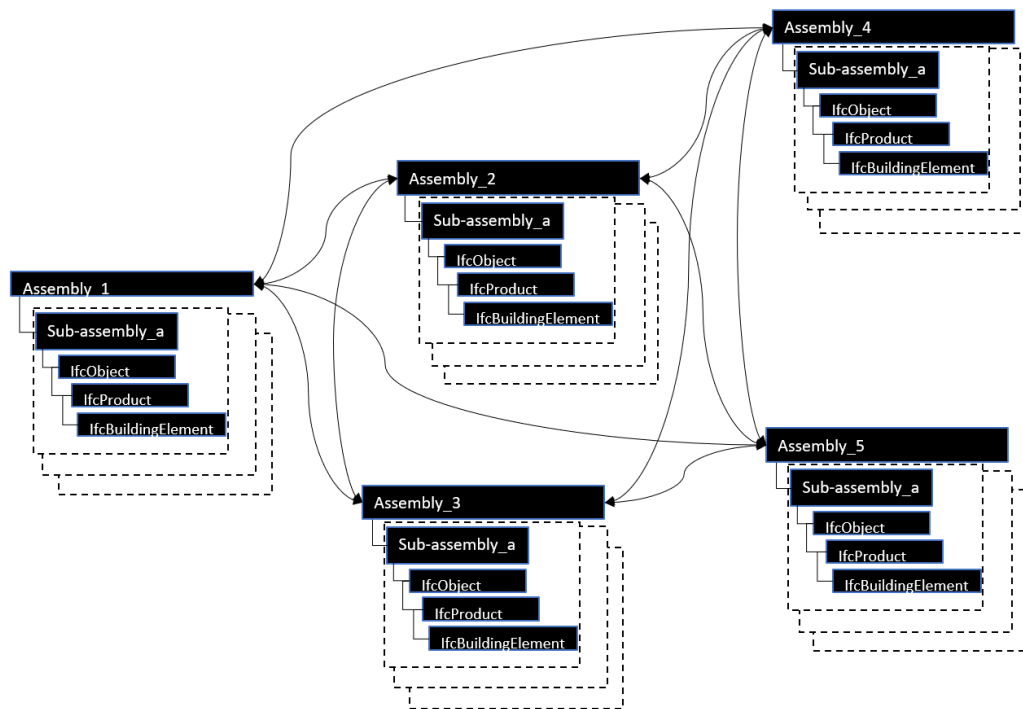 Assembly_4
Sub-assembly_a
IfcObject
IfcProduct
IfcBuildingElement
Assembly_2
Sub-assembly_a
IfcObject
IfcProduct
IfcBuildingElement
Assembly_1
Sub-assembly_a
IfcObject
IfcProduct
IfcBuildingElement
Assembly_5
Sub-assembly_a
IfcObject
IfcProduct
IfcBuildingElement
Assembly_3
Sub-assembly_a
IfcObject
IfcProduct
IfcBuildingElement